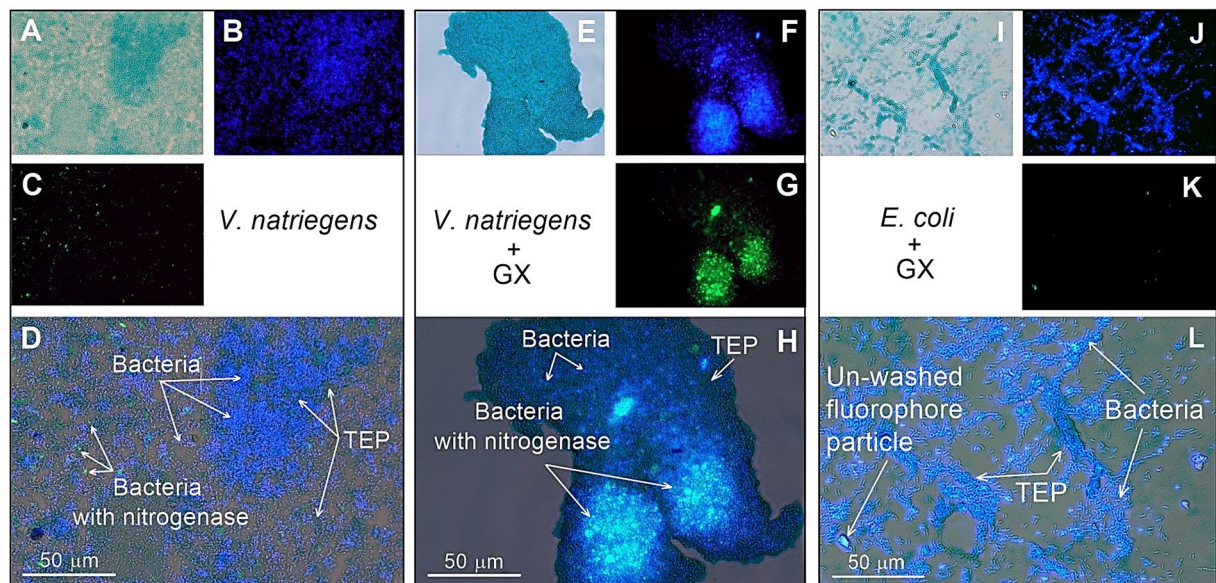 A
B
C
V. natriegens
D
Bacteria
TEP
Bacteria
with nitrogenase
50 μm
E
F
V. natriegens
+
GX
G
H
Bacteria
TEP
Bacteria
with nitrogenase
50 μm
I
J
E. coli
+
GX
K
L
Un-washed
fluorophore
particle
Bacteria
TEP
50 μm